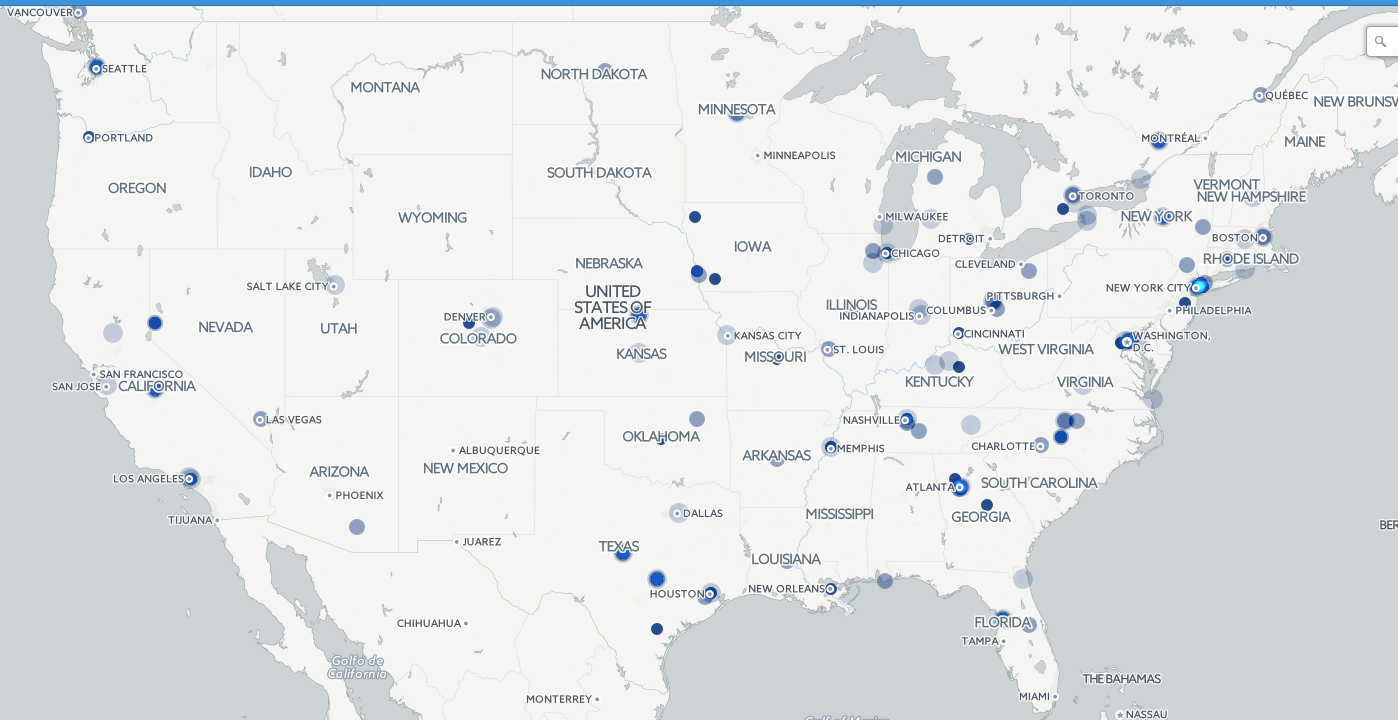 VANCOUVER
SEATTLE
MONTANA
NORTH DAKOTA
MINNESOTA
QUÉBEC
NEW BRUNSW
PORTLAND
MINNEAPOLIS
MICHIGAN
MONTRÉAL
MAINE
OREGON
IDAHO
SOUTH DAKOTA
VERMONT
NEW HAMPSHIRE
TORONTO
WYOMING
MILWAUKEE
NEW YORK
DETROIT
BOSTON
IOWA
CHICAGO
CLEVELAND
RHODE ISLAND
NEBRASKA
SALT LAKE CITY
UNITED
STATES OF
AMERICA
NEW YORK CITY
PITTSBURGH
ILLINOIS
INDIANAPOLIS
COLUMBUS
PHILADELPHIA
DENVER
COLORADO
NEVADA
UTAH
KANSAS CITY
CINCINNATI
WASHINGTON,
D.C.
KANSAS
MISSOURI
ST. LOUIS
WEST VIRGINIA
SAN FRANCISCO
SAN JOSE
CALIFORNIA
KENTUCKY
VIRGINIA
LAS VEGAS
NASHVILLE
OKLAHOMA
ALBUQUERQUE
ARKANSAS
MEMPHIS
CHARLOTTE
LOS ANGELES
ARIZONA
NEW MEXICO
ATLANTA
SOUTH CAROLINA
PHOENIX
TIJUANA
DALLAS
MISSISSIPPI
GEORGIA
BER
JUAREZ
TEXAS
LOUISIANA
HOUSTON
NEW ORLEANS
CHIHUAHUA
FLORIDA
TAMPA
Golfo de
California
THE BAHAMAS
MONTERREY
MIAMI
NASSAU
Golfo de Mexico